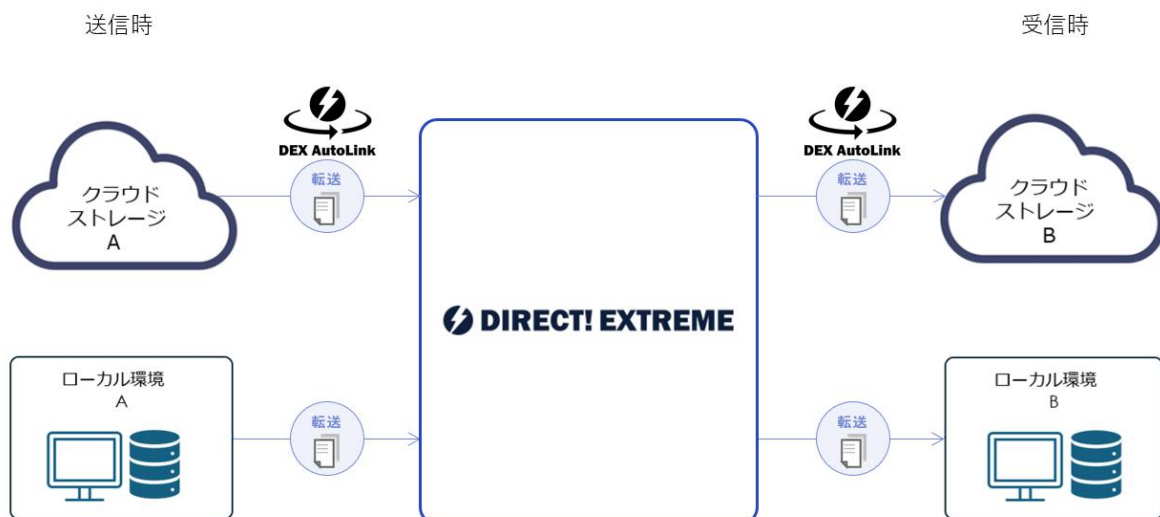 送信時
受信時
DEX AutoLink
DEX AutoLink
クラウド
ストレージ
A
転送
転送
クラウド
ストレージ
B
DIRECT! EXTREME
ローカル環境
A
転送
転送
ローカル環境
B